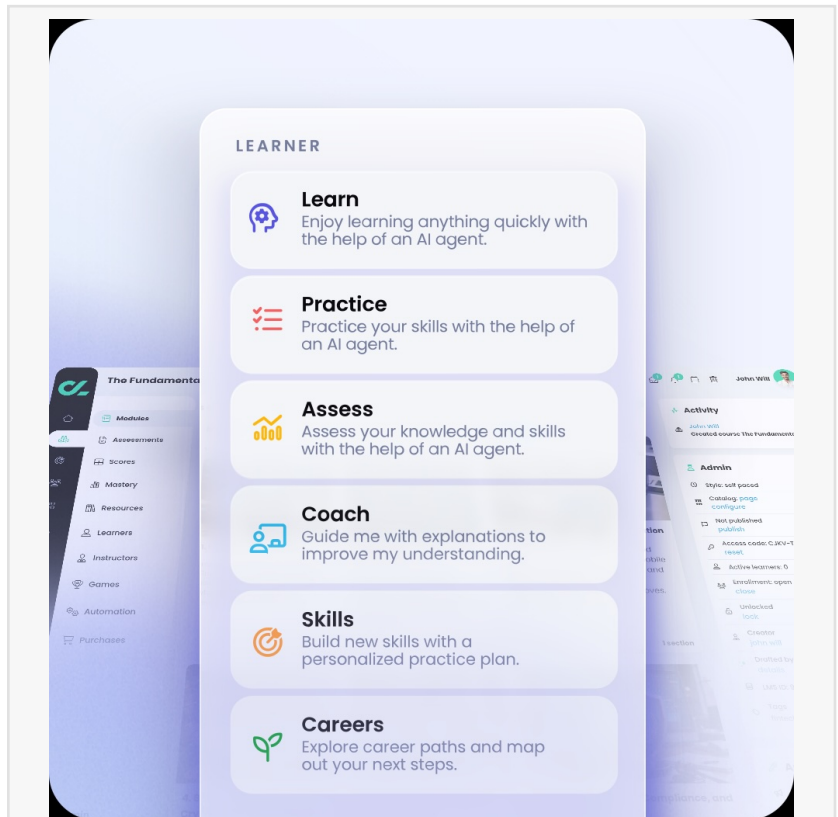 LEARNER
Learn
Enjoy learning anything quickly with
the help of an AI agent.
Practice
Practice your skills with the help of
an AI agent.
Assess
Assess your knowledge and skills
with the help of an AI agent.
Coach
Guide me with explanations to
improve my understanding.
Skills
Build new skills with a
personalized practice plan.
Careers
Explore career paths and map
out your next steps.
The Fundamenta
Modules
Assessments
Scores
Mastery
Resources
Learners
Instructors
Games
Automation
Purchases
John Will
Activity
John Will
Created course The Fundamenta
Admin
Style: self paced
Catalog: page
configure
Not published
publish
Access code: CJKV-T
reset
Active learners: 0
Enrollment: open
close
Unlocked
lock
Creator
John Will
1 section